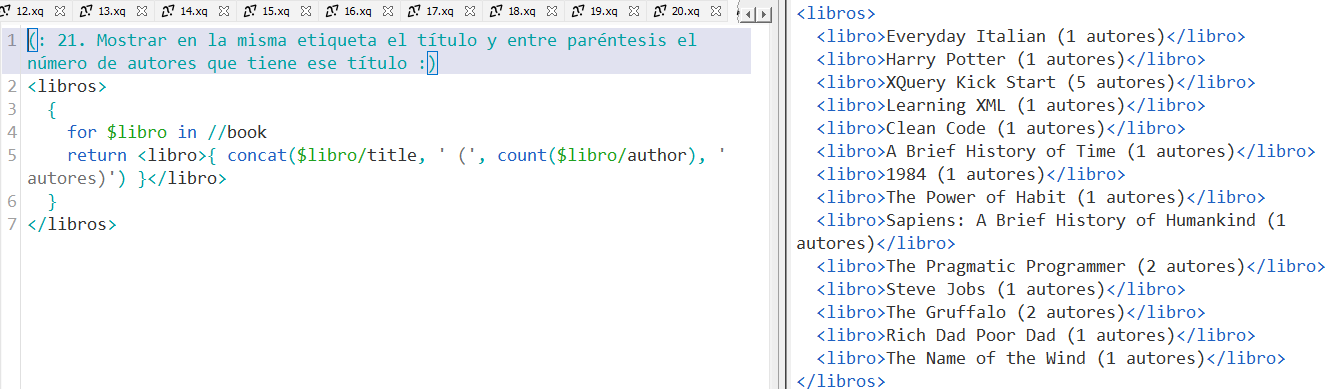 12.xq 13.xq 14.xq 15.xq 16.xq 17.xq 18.xq 19.xq 20.xq
1 (: 21. Mostrar en la misma etiqueta el título y entre paréntesis el
número de autores que tiene ese título :)
2 <libros>
3 {
4 for $libro in //book
5 return <libro>{ concat($libro/title, ' (', count($libro/author), '
autores)') }</libro>
6 }
7 </libros>
<libros>
<libro>Everyday Italian (1 autores)</libro>
<libro>Harry Potter (1 autores)</libro>
<libro>XQuery Kick Start (5 autores)</libro>
<libro>Learning XML (1 autores)</libro>
<libro>Clean Code (1 autores)</libro>
<libro>A Brief History of Time (1 autores)</libro>
<libro>1984 (1 autores)</libro>
<libro>The Power of Habit (1 autores)</libro>
<libro>Sapiens: A Brief History of Humankind (1
autores)</libro>
<libro>The Pragmatic Programmer (2 autores)</libro>
<libro>Steve Jobs (1 autores)</libro>
<libro>The Gruffalo (2 autores)</libro>
<libro>Rich Dad Poor Dad (1 autores)</libro>
<libro>The Name of the Wind (1 autores)</libro>
</libros>